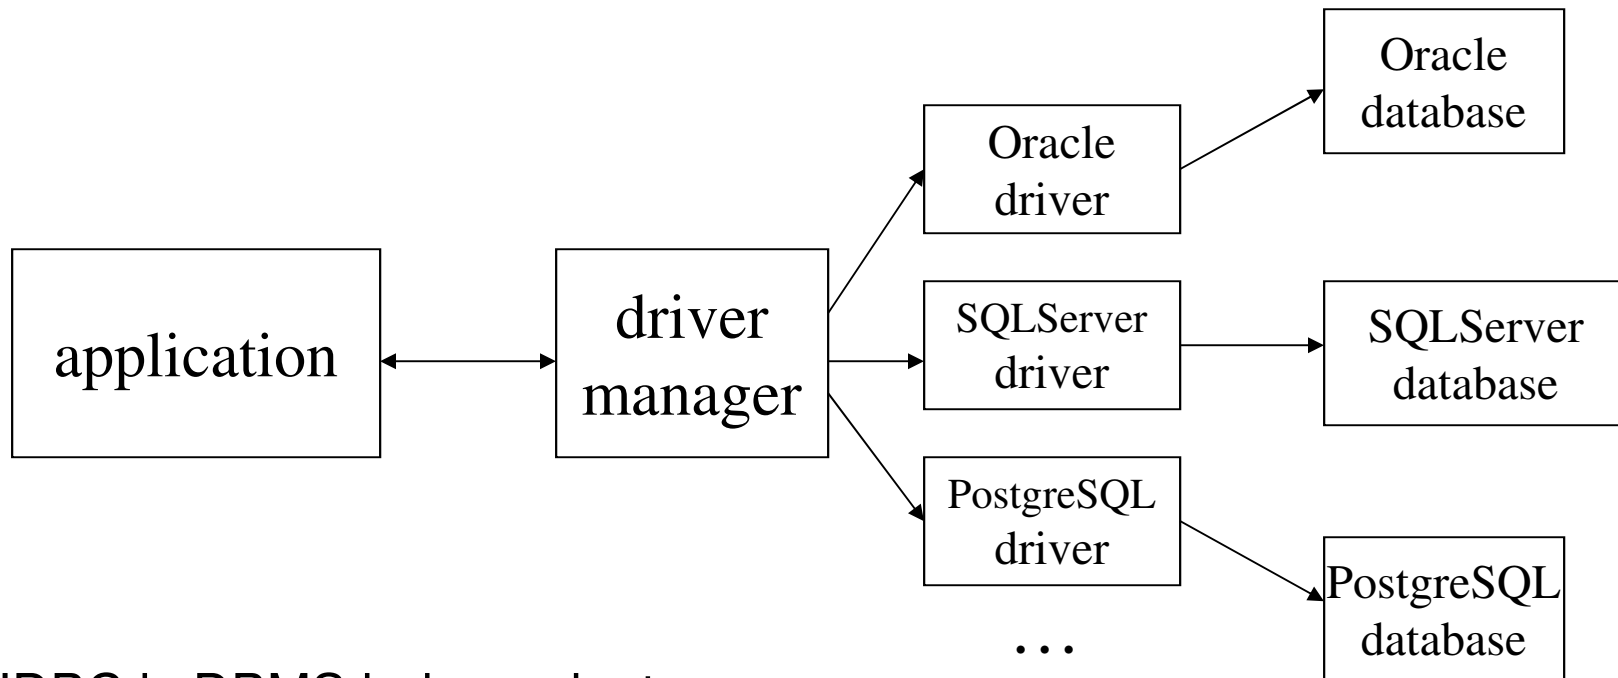 application
driver
manager
Oracle
driver
SQLServer
driver
PostgreSQL
driver
...
Oracle
database
SQLServer
database
PostgreSQL
database